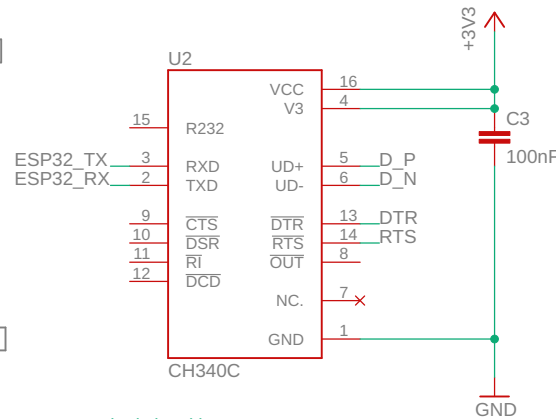 +3V3
U2
VCC 16
V3 4
C3
100nF
15 R232
ESP32_TX 3 RXD UD+ 5 D_P
ESP32_RX 2 TXD UD- 6 D_N
9 CTS DTR 13 DTR
10 DSR RTS 14 RTS
11 RI OUT 8
12 DCD
NC. 7
GND 1
CH340C
GND